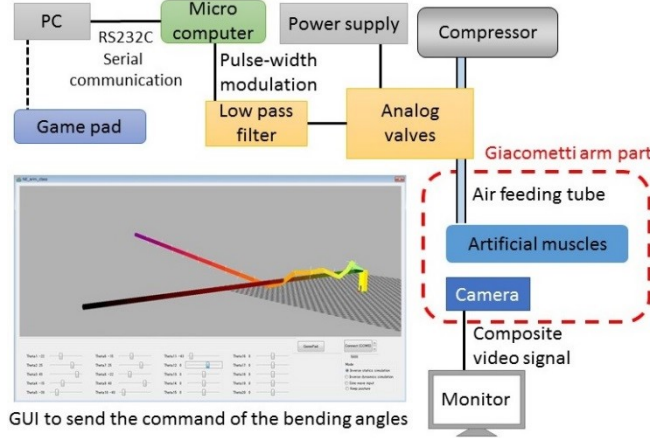 PC
Micro
computer
Power supply
Compressor
RS232C
Serial
communication
Pulse-width
modulation
Game pad
Low pass
filter
Analog
valves
Giacometti arm part
Air feeding tube
Artificial muscles
Camera
Composite
video signal
Monitor
GUI to send the command of the bending angles